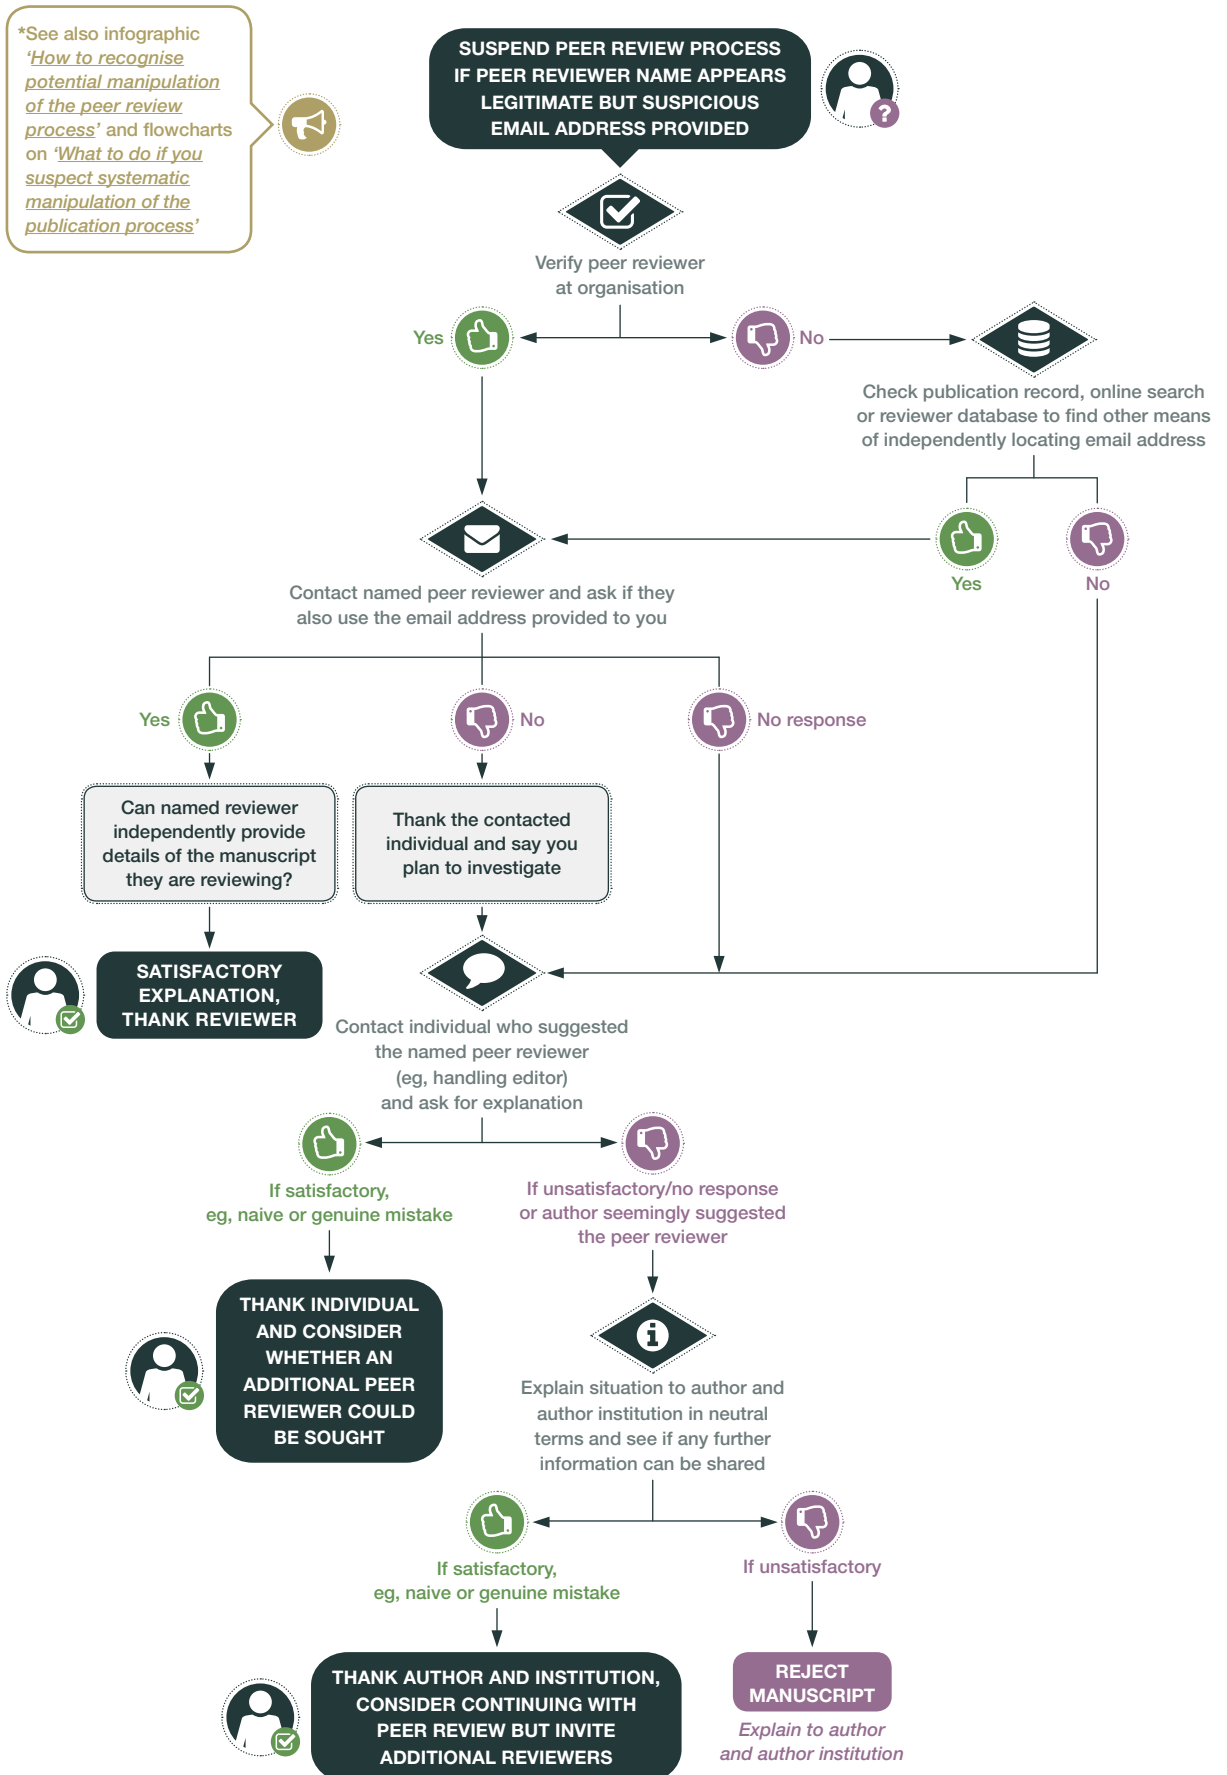 *See also infographic
‘How to recognise
potential manipulation
of the peer review
process’ and flowcharts
on ‘What to do if you
suspect systematic
manipulation of the
publication process’
SUSPEND PEER REVIEW PROCESS
IF PEER REVIEWER NAME APPEARS
LEGITIMATE BUT SUSPICIOUS
EMAIL ADDRESS PROVIDED
?
Verify peer reviewer
at organisation
Yes
No
Check publication record, online search
or reviewer database to find other means
of independently locating email address
Yes
No
Contact named peer reviewer and ask if they
also use the email address provided to you
Yes
No
No response
Can named reviewer
independently provide
details of the manuscript
they are reviewing?
Thank the contacted
individual and say you
plan to investigate
SATISFACTORY
EXPLANATION,
THANK REVIEWER
Contact individual who suggested
the named peer reviewer
(eg, handling editor)
and ask for explanation
If satisfactory,
eg, naive or genuine mistake
If unsatisfactory/no response
or author seemingly suggested
the peer reviewer
THANK INDIVIDUAL
AND CONSIDER
WHETHER AN
ADDITIONAL PEER
REVIEWER COULD
BE SOUGHT
Explain situation to author and
author institution in neutral
terms and see if any further
information can be shared
If satisfactory,
eg, naive or genuine mistake
If unsatisfactory
THANK AUTHOR AND INSTITUTION,
CONSIDER CONTINUING WITH
PEER REVIEW BUT INVITE
ADDITIONAL REVIEWERS
REJECT
MANUSCRIPT
Explain to author
and author institution